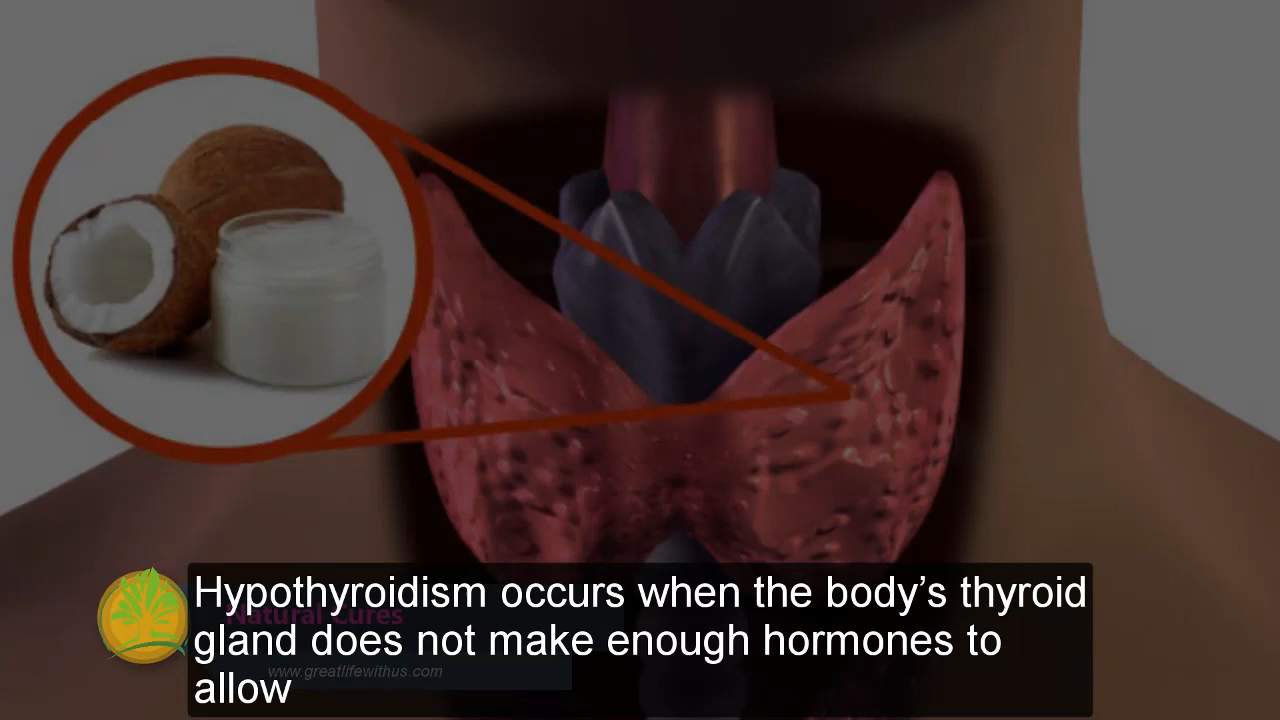 Hypothyroidism occurs when the body’s thyroid
Natural Cures
gland does not make enough hormones to
www.greatlifewithus.com
allow